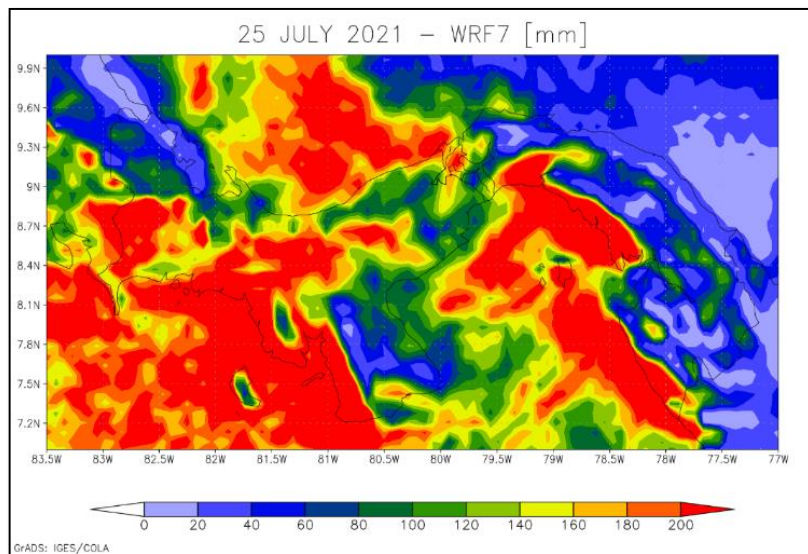 25 JULY 2021 – WRF7 [mm]
9.9N
9.6N
9.3N
9N
8.7N
8.4N
8.1N
7.8N
7.5N
7.2N
83.5W 83W 82.5W 82W 81.5W 81W 80.5W 80W 79.5W 79W 78.5W 78W 77.5W 77W
0 20 40 60 80 100 120 140 160 180 200
GrADS: IGES/COLA